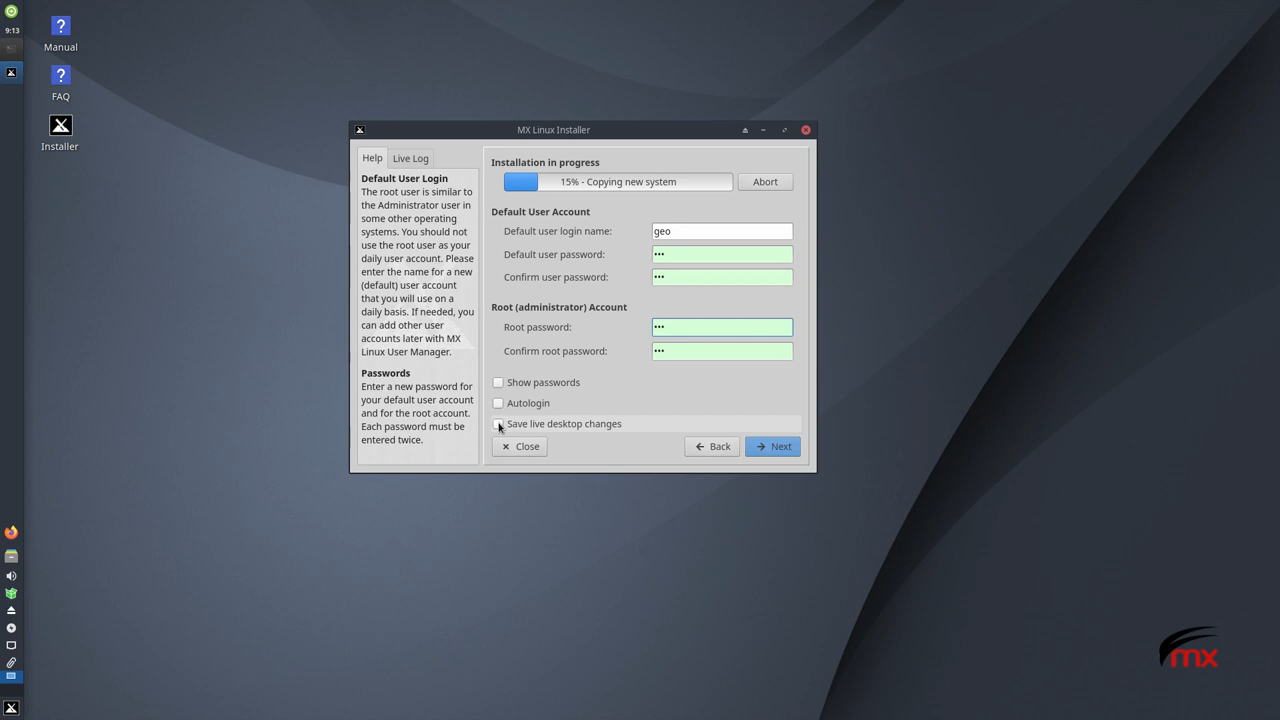 9:13
Manual
FAQ
Installer
MX Linux Installer
Help
Live Log
Default User Login
The root user is similar to
the Administrator user in
some other operating
systems. You should not
use the root user as your
daily user account. Please
enter the name for a new
(default) user account
that you will use on a
daily basis. If needed, you
can add other user
accounts later with MX
Linux User Manager.
Passwords
Enter a new password for
your default user account
and for the root account.
Each password must be
entered twice.
Installation in progress
15% - Copying new system
Abort
Default User Account
Default user login name:
geo
Default user password:
•••
Confirm user password:
•••
Root (administrator) Account
Root password:
•••
Confirm root password:
•••
Show passwords
Autologin
Save live desktop changes
Close
Back
Next
mx